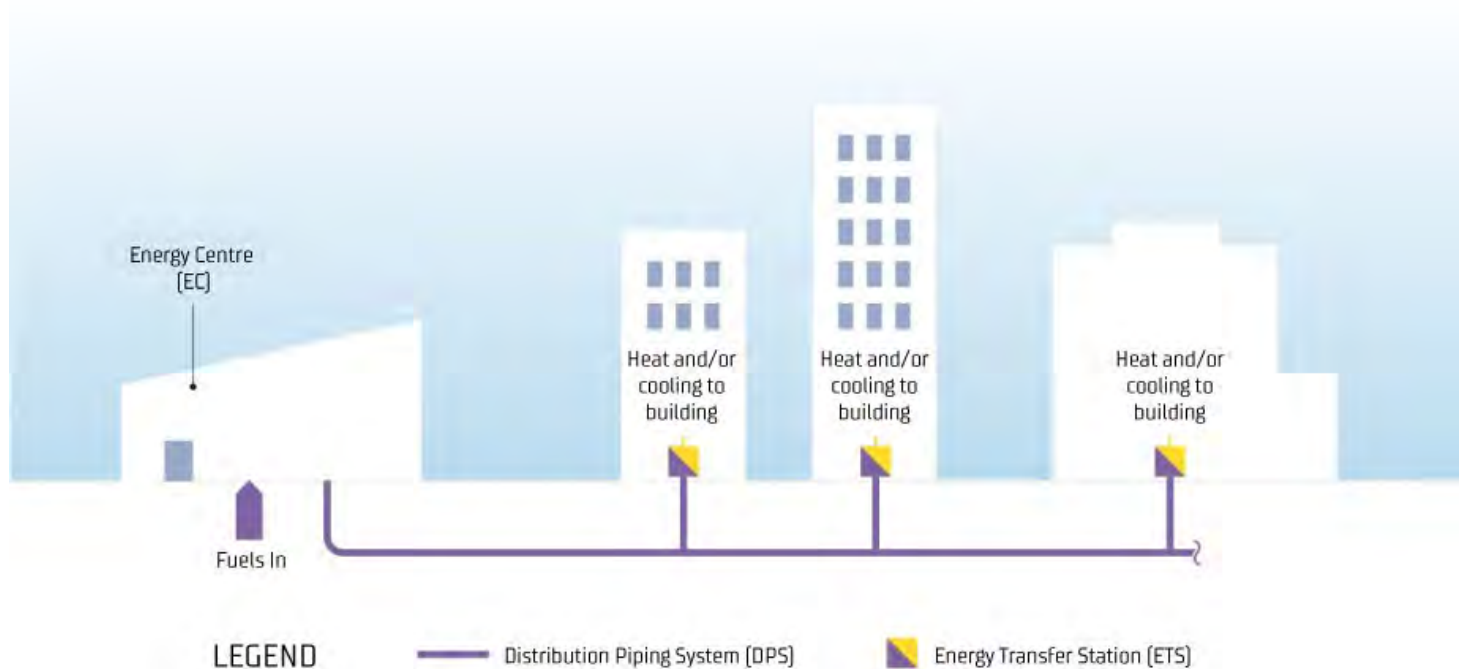 Energy Centre
(EC)
Heat and/or
cooling to
building
Heat and/or
cooling to
building
Heat and/or
cooling to
building
Fuels In
LEGEND
Distribution Piping System (DPS)
Energy Transfer Station (ETS)